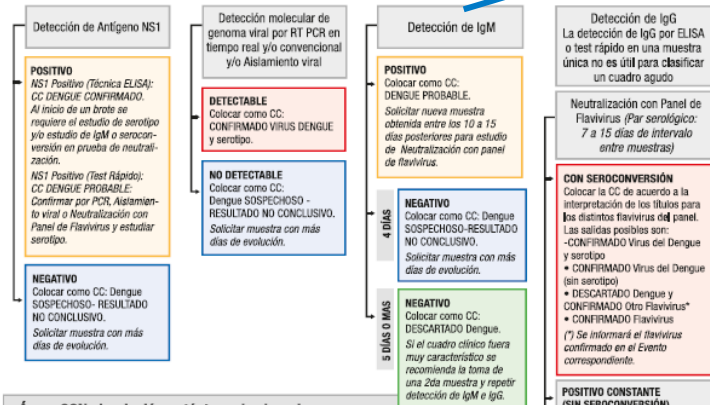 Detección de Antígeno NS1
POSITIVO
NS1 Positivo (Técnica ELISA):
CC DENGUE CONFIRMADO.
Al inicio de un brote se
requiere el estudio de serotipo
y/o estudio de IgM o serocon-
versión en prueba de neutrali-
zación.
NS1 Positivo (Test Rápido):
CC DENGUE PROBABLE:
Confirmar por PCR, Aislamien-
to viral o Neutralización con
Panel de Flavivirus y estudiar
serotipo.
NEGATIVO
Colocar como CC: Dengue
SOSPECHOSO- RESULTADO
NO CONCLUSIVO.
Solicitar muestra con más
días de evolución.
Detección molecular de
genoma viral por RT PCR en
tiempo real y/o convencional
y/o Aislamiento viral
DETECTABLE
Colocar como CC:
CONFIRMADO VIRUS DENGUE
y serotipo.
NO DETECTABLE
Colocar como CC:
Dengue SOSPECHOSO -
RESULTADO NO CONCLUSIVO.
Solicitar muestra con más
días de evolución.
Detección de IgM
POSITIVO
Colocar como CC:
DENGUE PROBABLE.
Solicitar nueva muestra
obtenida entre los 10 a 15
días posteriores para estudio
de Neutralización con panel
de flavivirus.
4 DÍAS
NEGATIVO
Colocar como CC: Dengue
SOSPECHOSO-RESULTADO
NO CONCLUSIVO.
Solicitar muestra con más
días de evolución.
5 DÍAS O MAS
NEGATIVO
Colocar como CC:
DESCARTADO Dengue.
Si el cuadro clínico fuera
muy característico se
recomienda la toma de
una 2da muestra y repetir
detección de IgM e IgG.
Detección de IgG
La detección de IgG por ELISA
o test rápido en una muestra
única no es útil para clasificar
un cuadro agudo
Neutralización con Panel de
Flavivirus (Par serológico:
7 a 15 días de intervalo
entre muestras)
CON SEROCONVERSIÓN
Colocar la CC de acuerdo a la
interpretación de los títulos para
los distintos flavivirus del panel.
Las salidas posibles son:
-CONFIRMADO Virus del Dengue
y serotipo
• CONFIRMADO Virus del Dengue
(sin serotipo)
• DESCARTADO Dengue y
CONFIRMADO Otro Flavivirus*
• CONFIRMADO Flavivirus
(*) Se informará el flavivirus
confirmado en el Evento
correspondiente.
POSITIVO CONSTANTE
(SIN SEROCONVERSIÓN)